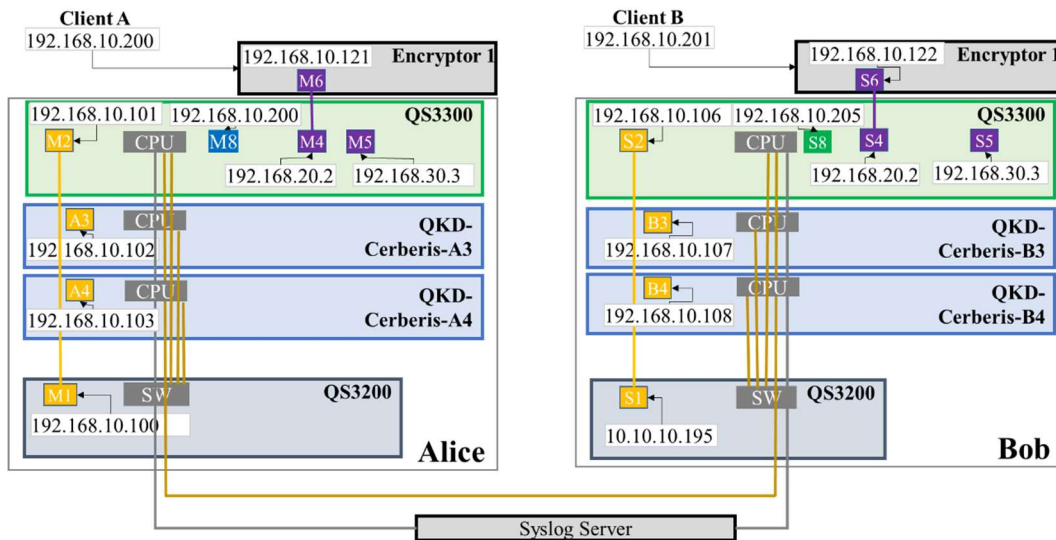 Client A
192.168.10.200
192.168.10.121
Encryptor 1
M6
192.168.10.101
192.168.10.200
QS3300
M2
CPU
M8
M4
M5
192.168.20.2
192.168.30.3
A3
CPU
QKD-
Cerberis-A3
192.168.10.102
A4
CPU
QKD-
Cerberis-A4
192.168.10.103
M1
SW
QS3200
192.168.10.100
Alice
Client B
192.168.10.201
192.168.10.122
Encryptor 1
S6
192.168.10.106
192.168.10.205
QS3300
S2
CPU
S8
S4
S5
192.168.20.2
192.168.30.3
B3
CPU
QKD-
Cerberis-B3
192.168.10.107
B4
CPU
QKD-
Cerberis-B4
192.168.10.108
S1
SW
QS3200
10.10.10.195
Bob
Syslog Server